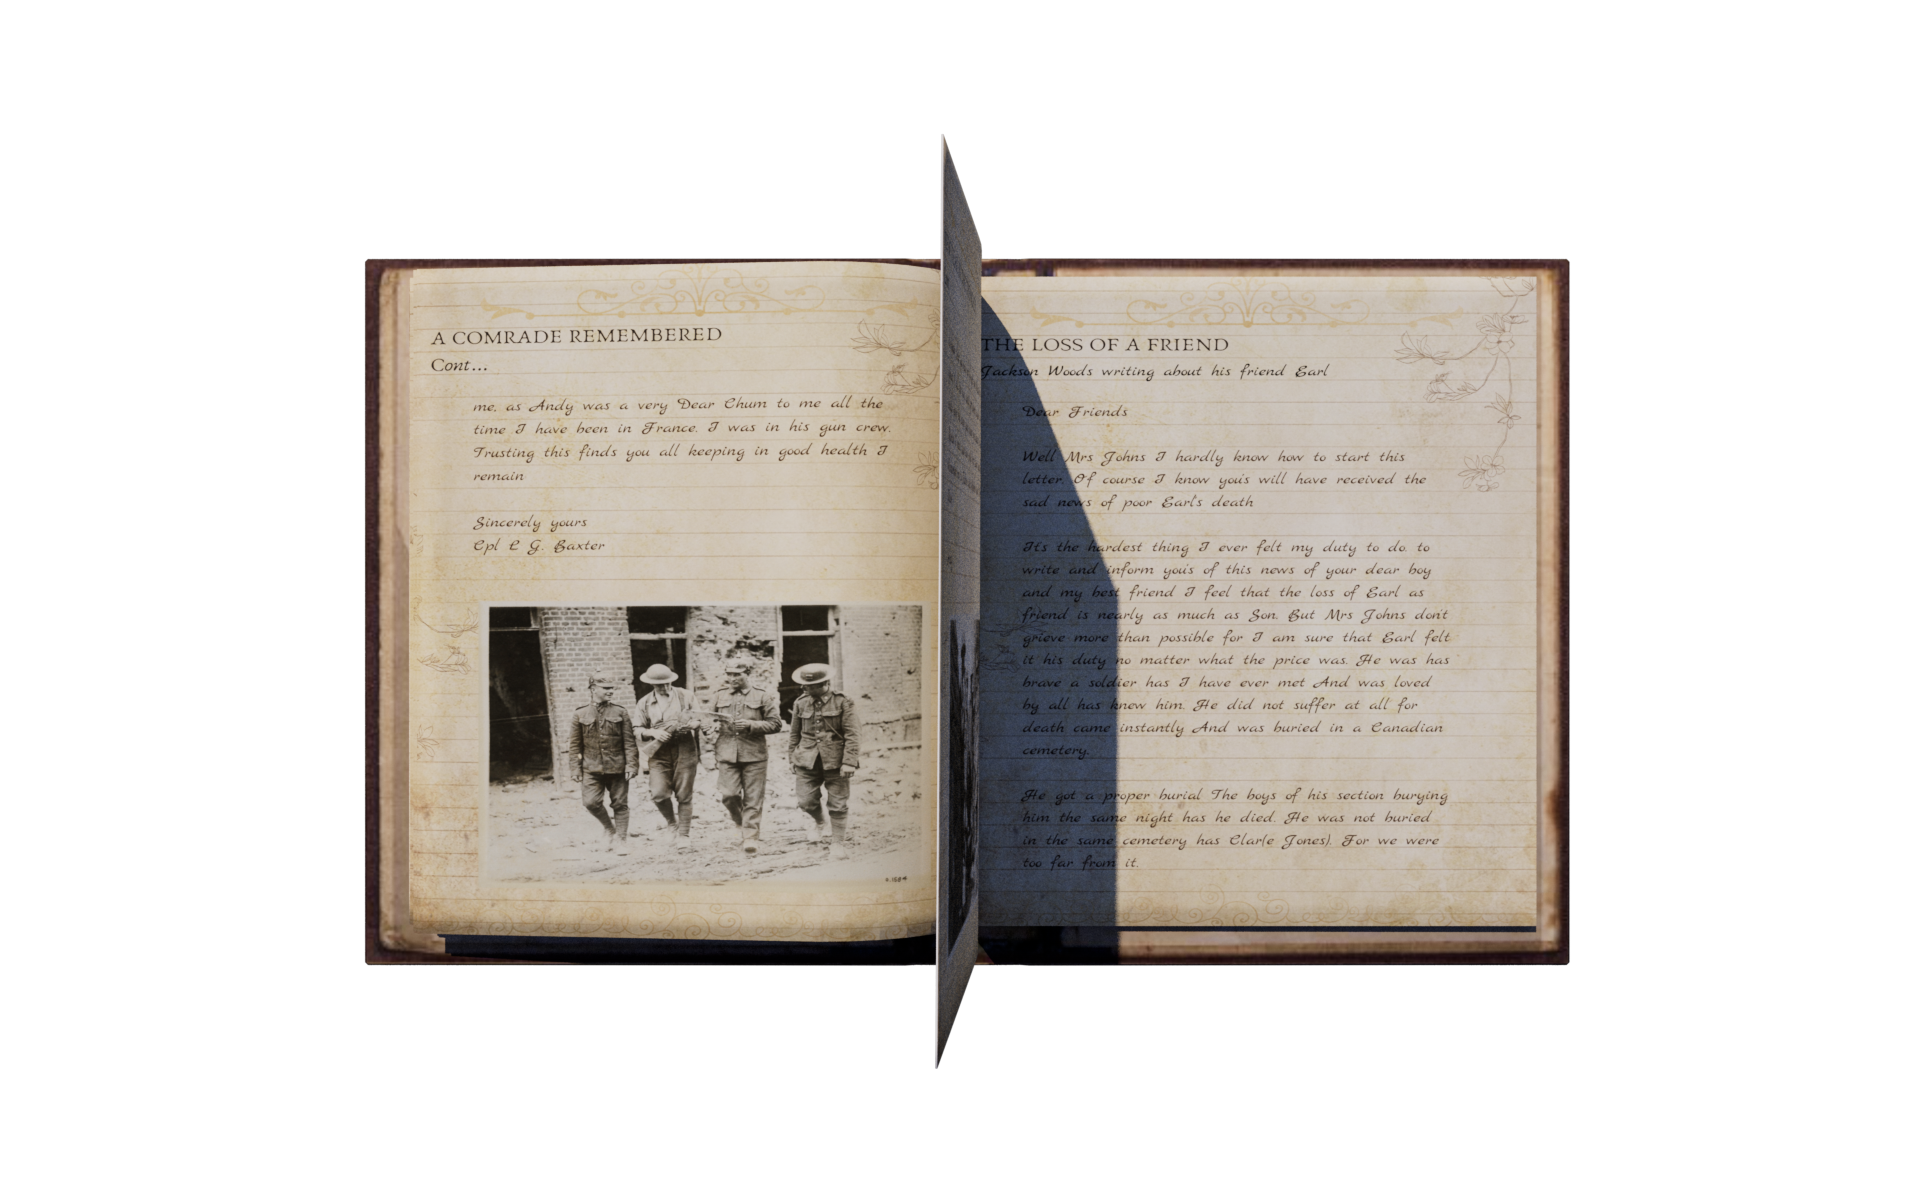 A COMRADE REMEMBERED
Cont...
me, as Andy was a very Dear Chum to me all the
time I have been in France. I was in his gun crew.
Trusting this finds you all keeping in good health I
remain
Sincerely yours
Cpl C G. Baxter
THE LOSS OF A FRIEND
Jackson Woods writing about his friend Earl
Dear Friends
Well Mrs Johns I hardly know how to start this
letter. Of course I know you's will have received the
sad news of poor Earl's death
It's the hardest thing I ever felt my duty to do. to
write and inform you's of this news of your dear boy
and my best friend I feel that the loss of Earl as
friend is nearly as much as Son. But Mrs Johns don't
grieve more than possible for I am sure that Earl felt
it his duty no matter what the price was. He was has
brave a soldier has I have ever met And was loved
by all has knew him. He did not suffer at all for
death came instantly And was buried in a Canadian
cemetery.
He got a proper burial The boys of his section burying
him the same night has he died. He was not buried
in the same cemetery has Clar(e Jones). For we were
too far from it.